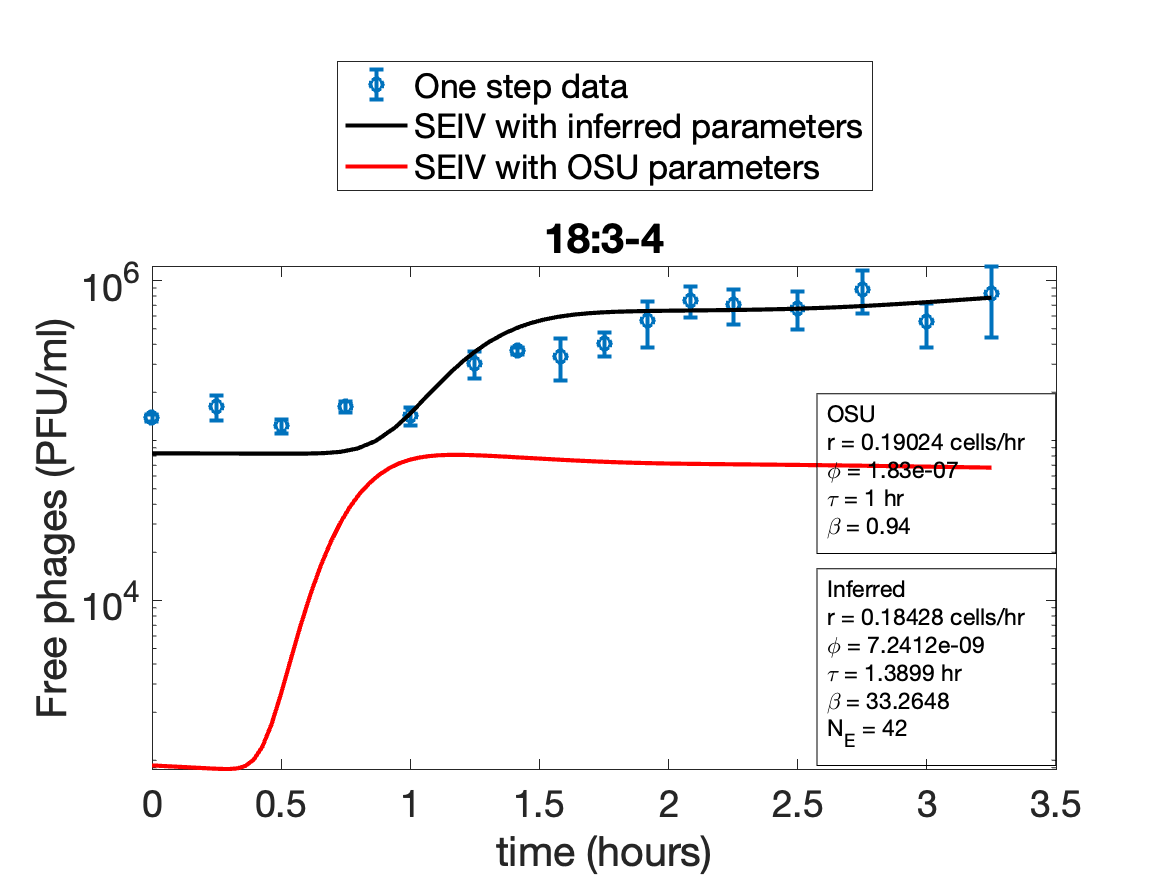 One step data
SEIV with inferred parameters
SEIV with OSU parameters
18:3-4
Free phages (PFU/ml)
10^6
10^4
OSU
r = 0.19024 cells/hr
ϕ = 1.83e-07
τ = 1 hr
β = 0.94
Inferred
r = 0.18428 cells/hr
ϕ = 7.2412e-09
τ = 1.3899 hr
β = 33.2648
N_E = 42
0 0.5 1 1.5 2 2.5 3 3.5
time (hours)